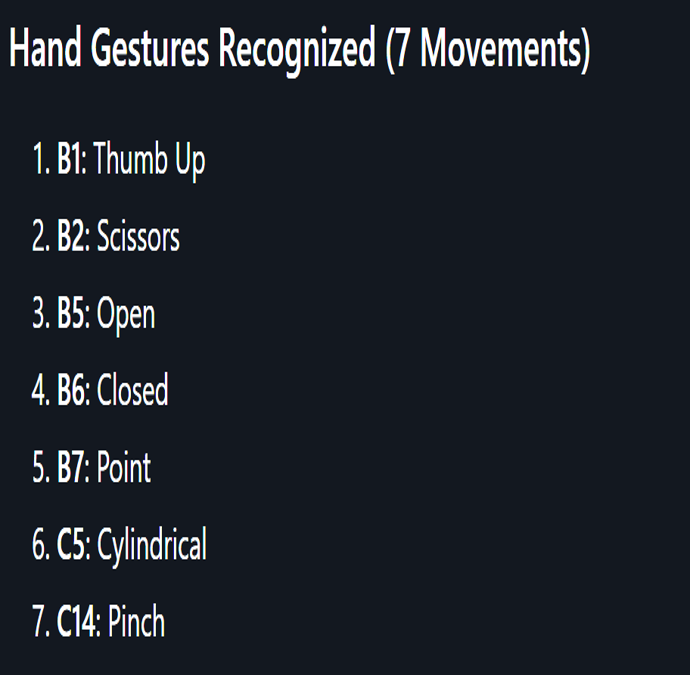 Hand Gestures Recognized (7 Movements)
1. B1: Thumb Up
2. B2: Scissors
3. B5: Open
4. B6: Closed
5. B7: Point
6. C5: Cylindrical
7. C14: Pinch